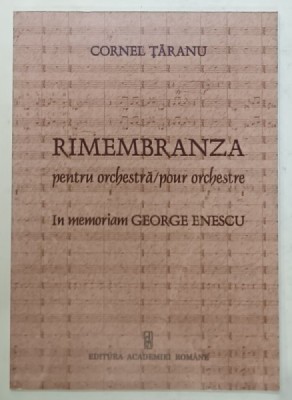 CORNEL ȚĂRANU
RIMEMBRANZA
pentru orchestră/pour orchestre
In memoriam GEORGE ENESCU
EDITURA ACADEMIEI ROMÂNE